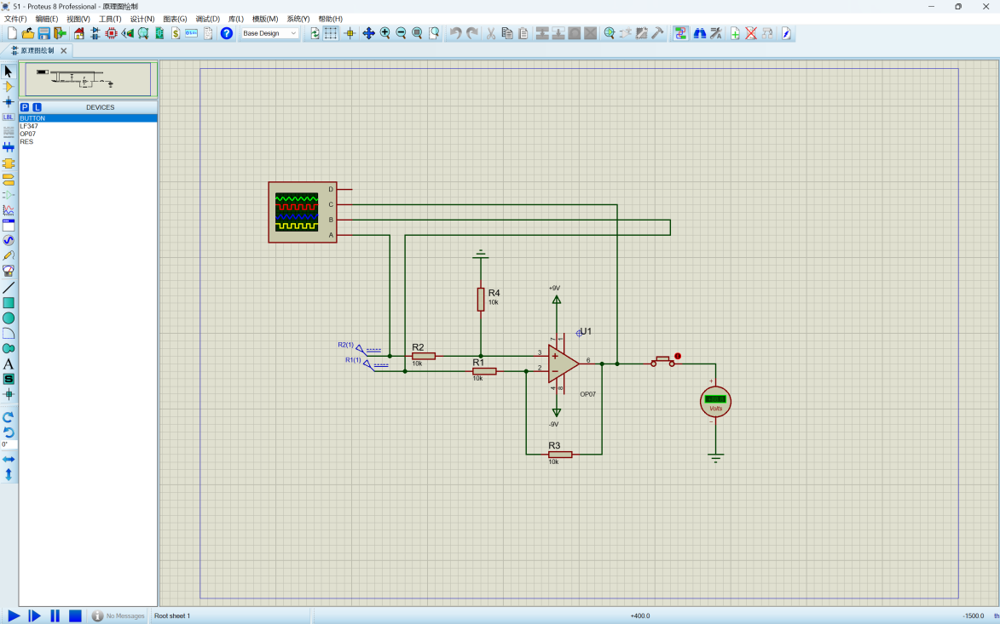 51 - Proteus 8 Professional - 原理图绘制
文件(F) 编辑(E) 视图(V) 工具(T) 设计(N) 图表(G) 调试(D) 库(L) 模版(M) 系统(Y) 帮助(H)
Base Design
原理图绘制
P L DEVICES
BUTTON
LF347
OP07
RES
LBL
A
S
0°
D
C
B
A
R4
10k
+9V
U1
R2(1)
R2
10k
R1(1)
R1
10k
3
2
6
7
1
4
8
OP07
-9V
R3
10k
+
Volts
−
No Messages
Root sheet 1
+400.0
-1500.0
th